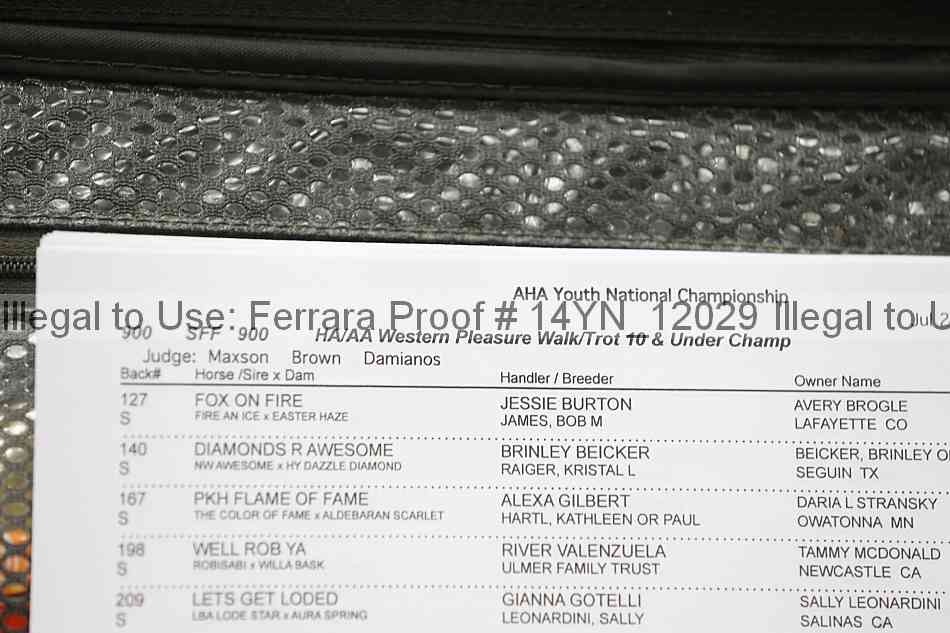 AHA Youth National Championship
Illegal to Use: Ferrara Proof # 14YN_12029 Illegal to U
Jul 2
900 SFF 900 HA/AA Western Pleasure Walk/Trot 10 & Under Champ
Judge: Maxson Brown Damianos
Back# Horse /Sire x Dam Handler / Breeder Owner Name
127 FOX ON FIRE JESSIE BURTON AVERY BROGLE
S FIRE AN ICE x EASTER HAZE JAMES, BOB M LAFAYETTE CO
140 DIAMONDS R AWESOME BRINLEY BEICKER BEICKER, BRINLEY O
S NW AWESOME x HY DAZZLE DIAMOND RAIGER, KRISTAL L SEGUIN TX
167 PKH FLAME OF FAME ALEXA GILBERT DARIA L STRANSKY
S THE COLOR OF FAME x ALDEBARAN SCARLET HARTL, KATHLEEN OR PAUL OWATONNA MN
198 WELL ROB YA RIVER VALENZUELA TAMMY MCDONALD
S ROBISABI x WILLA BASK ULMER FAMILY TRUST NEWCASTLE CA
209 LETS GET LODED GIANNA GOTELLI SALLY LEONARDINI
S LBA LODE STAR x AURA SPRING LEONARDINI, SALLY SALINAS CA